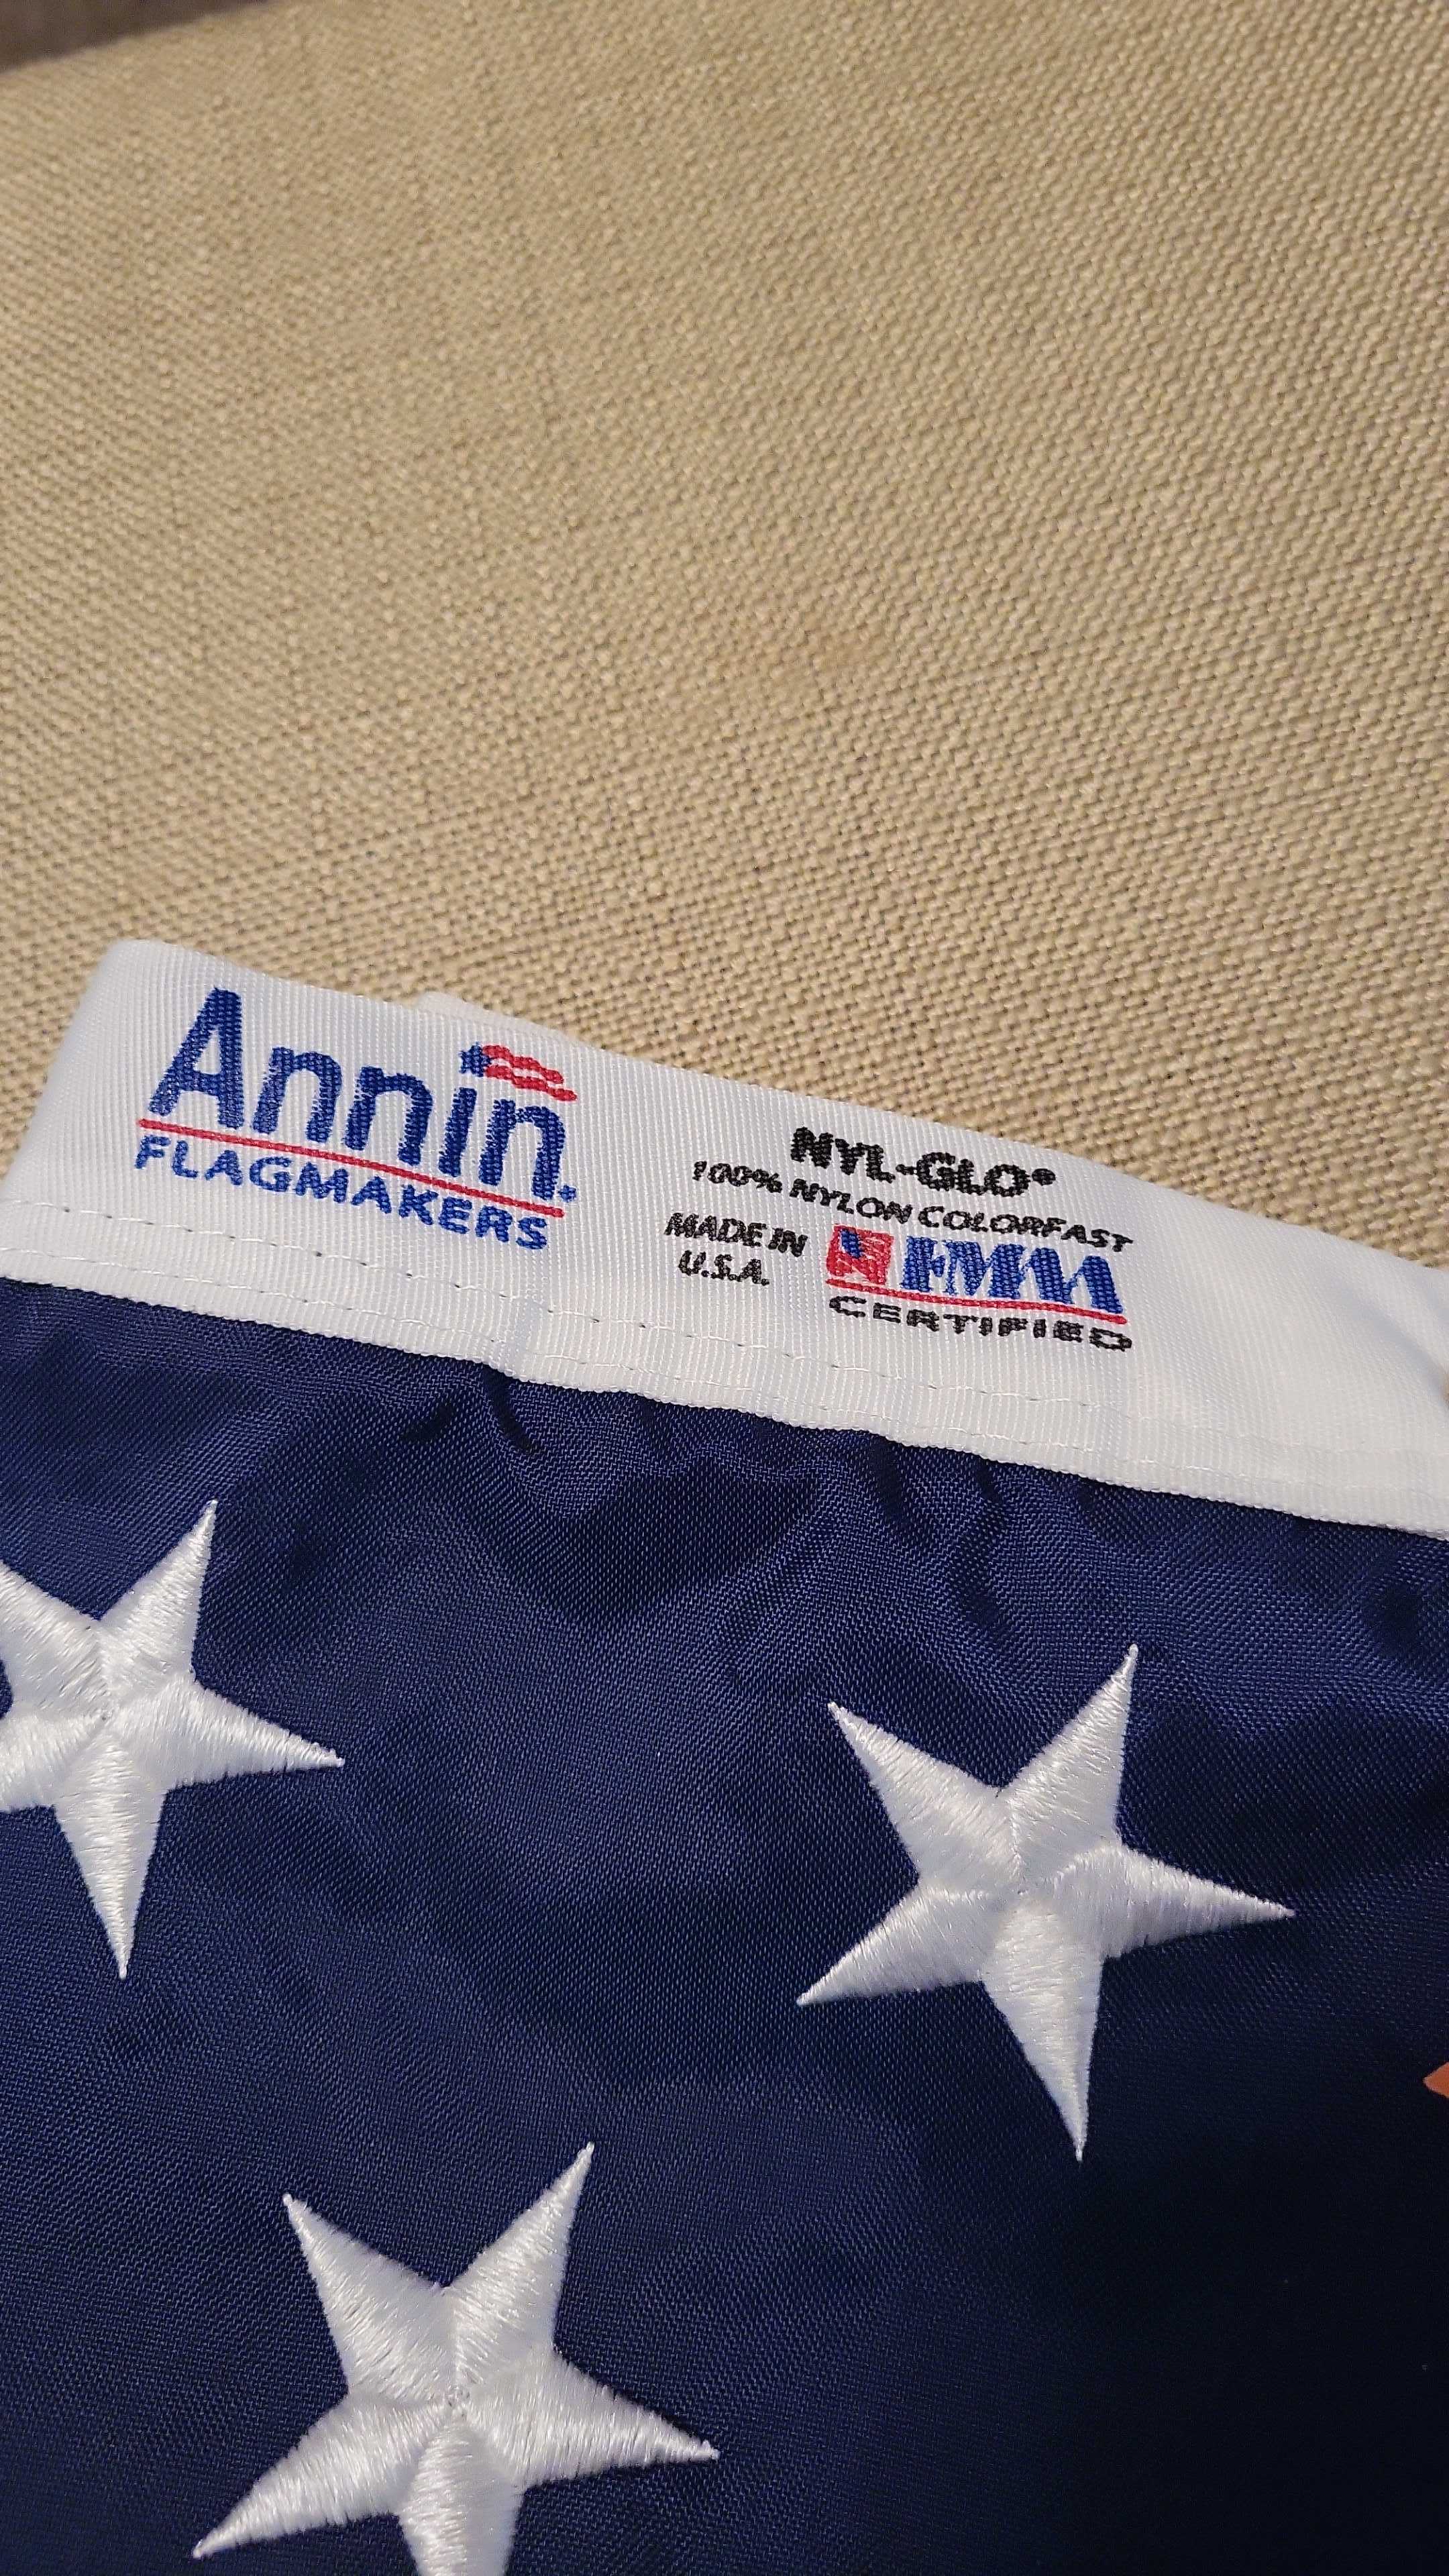 Annin.
FLAGMAKERS
NYL-GLO®
100% NYLON COLORFAST
MADE IN
U.S.A.
FMAA
CERTIFIED